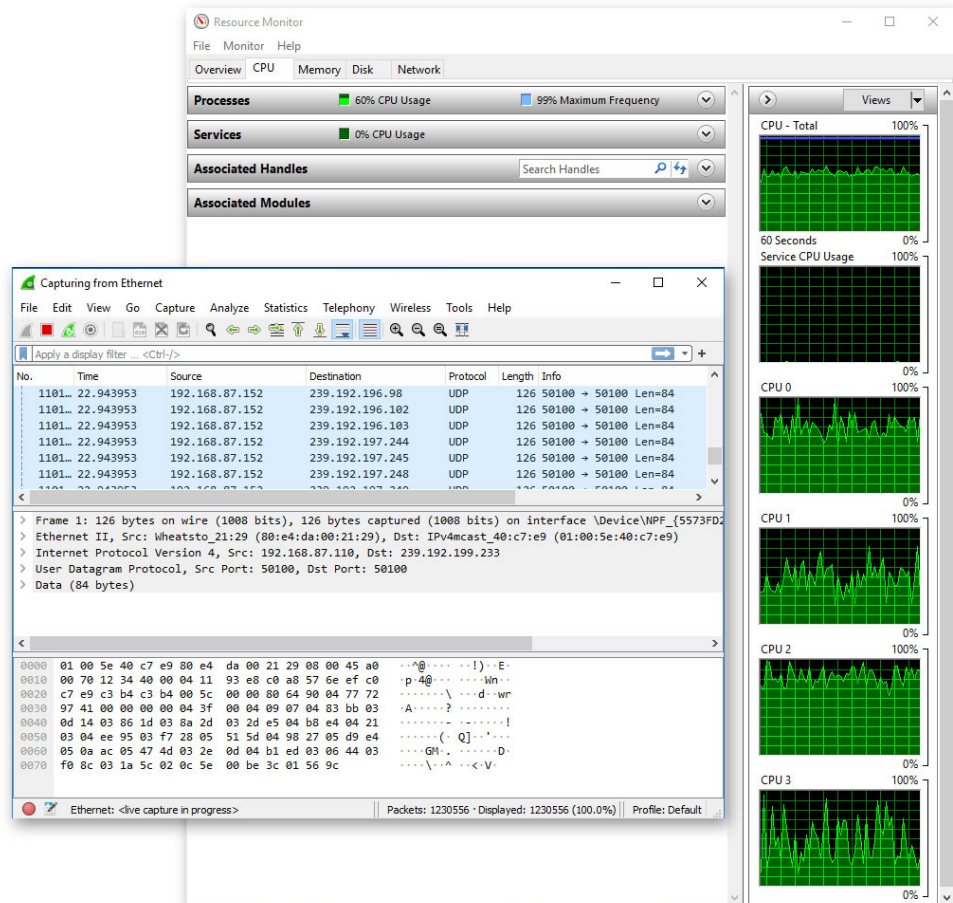 Resource Monitor
File Monitor Help
Overview CPU Memory Disk Network
Processes 60% CPU Usage 99% Maximum Frequency
Services 0% CPU Usage
Associated Handles Search Handles
Associated Modules
Views
CPU - Total 100%
60 Seconds 0%
Service CPU Usage 100%
0%
CPU 0 100%
0%
CPU 1 100%
0%
CPU 2 100%
0%
CPU 3 100%
0%
Capturing from Ethernet
File Edit View Go Capture Analyze Statistics Telephony Wireless Tools Help
Apply a display filter ... <Ctrl-/>
No. Time Source Destination Protocol Length Info
1101… 22.943953 192.168.87.152 239.192.196.98 UDP 126 50100 → 50100 Len=84
1101… 22.943953 192.168.87.152 239.192.196.102 UDP 126 50100 → 50100 Len=84
1101… 22.943953 192.168.87.152 239.192.196.103 UDP 126 50100 → 50100 Len=84
1101… 22.943953 192.168.87.152 239.192.197.244 UDP 126 50100 → 50100 Len=84
1101… 22.943953 192.168.87.152 239.192.197.245 UDP 126 50100 → 50100 Len=84
1101… 22.943953 192.168.87.152 239.192.197.248 UDP 126 50100 → 50100 Len=84
Frame 1: 126 bytes on wire (1008 bits), 126 bytes captured (1008 bits) on interface \Device\NPF_{5573FD2
Ethernet II, Src: Wheatsto_21:29 (80:e4:da:00:21:29), Dst: IPv4mcast_40:c7:e9 (01:00:5e:40:c7:e9)
Internet Protocol Version 4, Src: 192.168.87.110, Dst: 239.192.199.233
User Datagram Protocol, Src Port: 50100, Dst Port: 50100
Data (84 bytes)
0000 01 00 5e 40 c7 e9 80 e4 da 00 21 29 08 00 45 a0 ··^@···· ··!)··E·
0010 00 70 12 34 40 00 04 11 93 e8 c0 a8 57 6e ef c0 ·p·4@··· ····Wn··
0020 c7 e9 c3 b4 c3 b4 00 5c 00 00 80 64 90 04 77 72 ·······\ ···d··wr
0030 97 41 00 00 00 00 04 3f 00 04 09 07 04 83 bb 03 ·A·····? ········
0040 0d 14 03 86 1d 03 8a 2d 03 2d e5 04 b8 e4 04 21 ·······- ·-·····!
0050 03 04 ee 95 03 f7 28 05 51 5d 04 98 27 05 d9 e4 ······(· Q]··'···
0060 05 0a ac 05 47 4d 03 2e 0d 04 b1 ed 03 06 44 03 ····GM·. ······D·
0070 f0 8c 03 1a 5c 02 0c 5e 00 be 3c 01 56 9c ····\··^ ··<·V·
Ethernet: <live capture in progress> Packets: 1230556 · Displayed: 1230556 (100.0%) Profile: Default